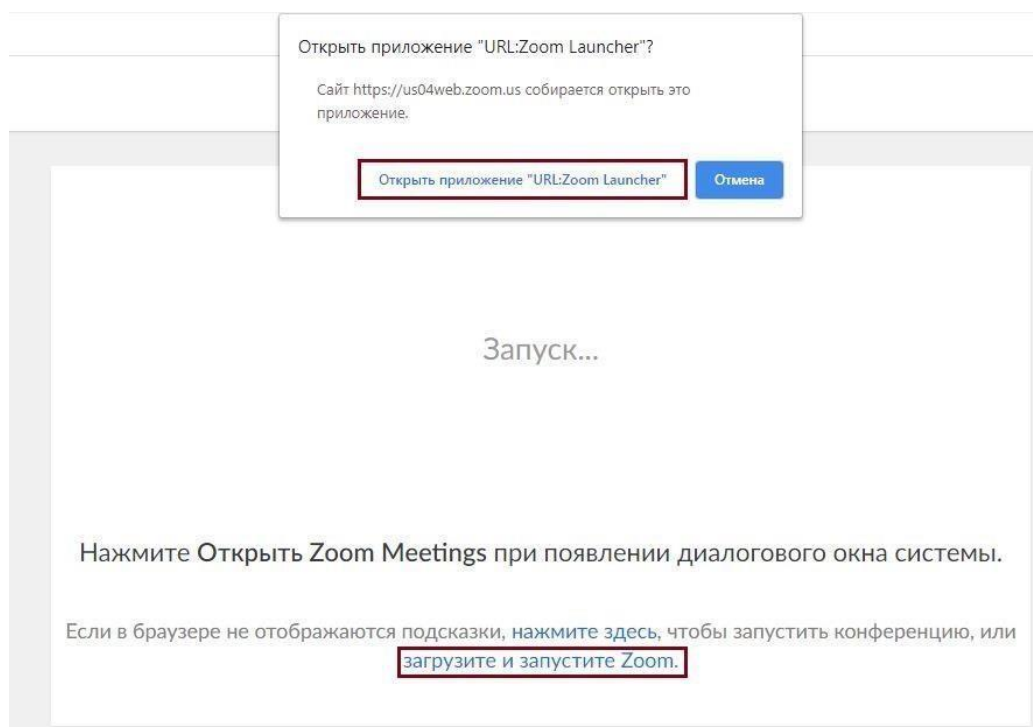 Открыть приложение "URL:Zoom Launcher"?
Сайт https://us04web.zoom.us собирается открыть это
приложение.
Открыть приложение "URL:Zoom Launcher"
Отмена
Запуск...
Нажмите Открыть Zoom Meetings при появлении диалогового окна системы.
Если в браузере не отображаются подсказки, нажмите здесь, чтобы запустить конференцию, или
загрузите и запустите Zoom.